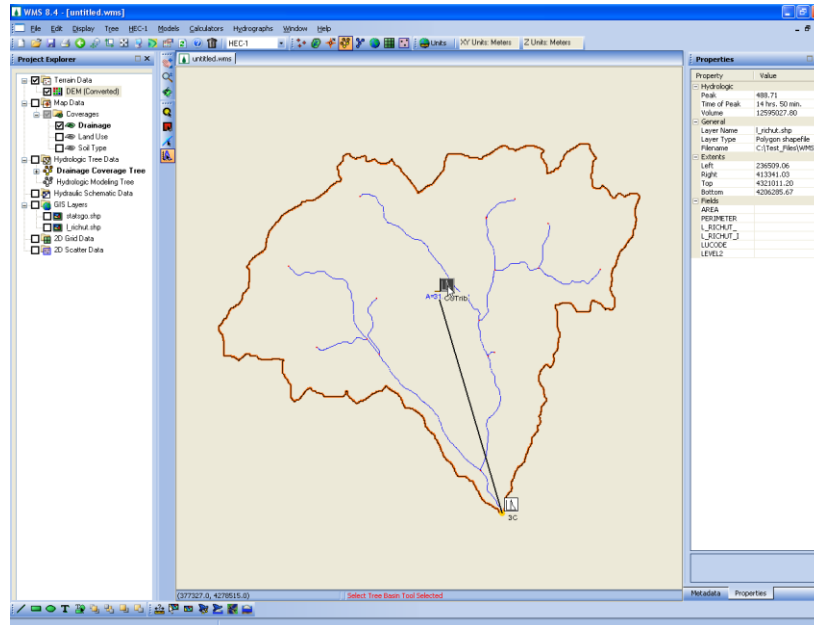 WMS 8.4 - [untitled.wms]
File Edit Display Tree HEC-1 Models Calculators Hydrographs Window Help
HEC-1 Units XY Units: Meters Z Units: Meters
Project Explorer
untitled.wms
Properties
Terrain Data
DEM (Converted)
Map Data
Coverages
Drainage
Land Use
Soil Type
Hydrologic Tree Data
Drainage Coverage Tree
Hydrologic Modeling Tree
Hydraulic Schematic Data
GIS Layers
statsgo.shp
l_richut.shp
2D Grid Data
2D Scatter Data
3C
Property Value
Hydrologic
Peak 488.71
Time of Peak 14 hrs. 50 min.
Volume 12595027.80
General
Layer Name l_richut.shp
Layer Type Polygon shapefile
Filename C:\Test_Files\WMS
Extents
Left 236509.06
Right 413341.03
Top 4321011.20
Bottom 4206285.67
Fields
AREA
PERIMETER
L_RICHUT_
L_RICHUT_I
LUCODE
LEVEL2
Metadata Properties
(377327.0, 4278515.0) Select Tree Basin Tool Selected